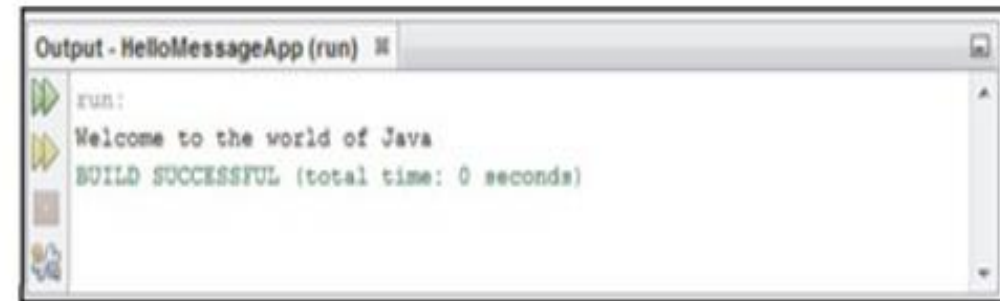 Output - HelloMessageApp (run)
run:
Welcome to the world of Java
BUILD SUCCESSFUL (total time: 0 seconds)